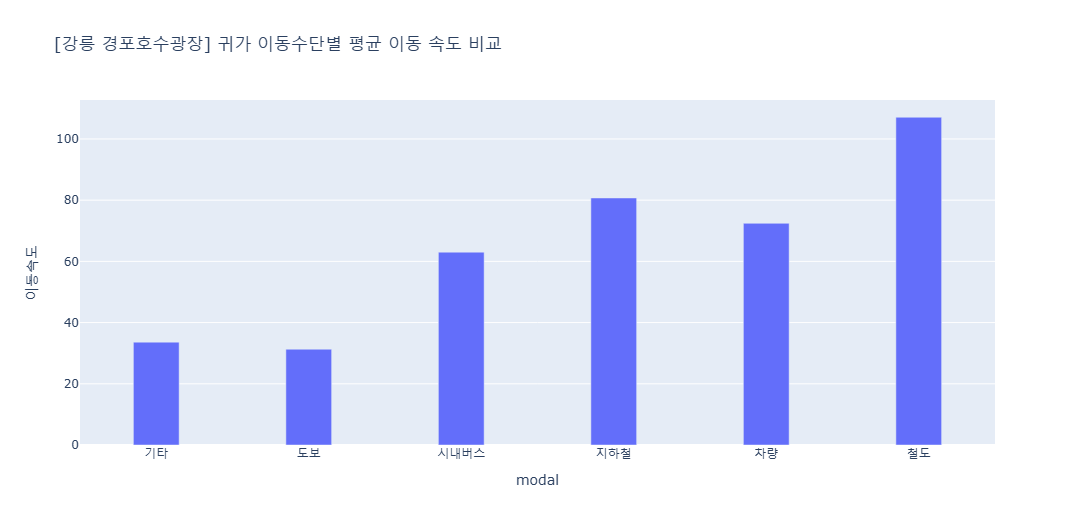 [강릉 경포호수광장] 귀가 이동수단별 평균 이동 속도 비교
이동속도
100
80
60
40
20
0
기타 도보 시내버스 지하철 차량 철도
modal